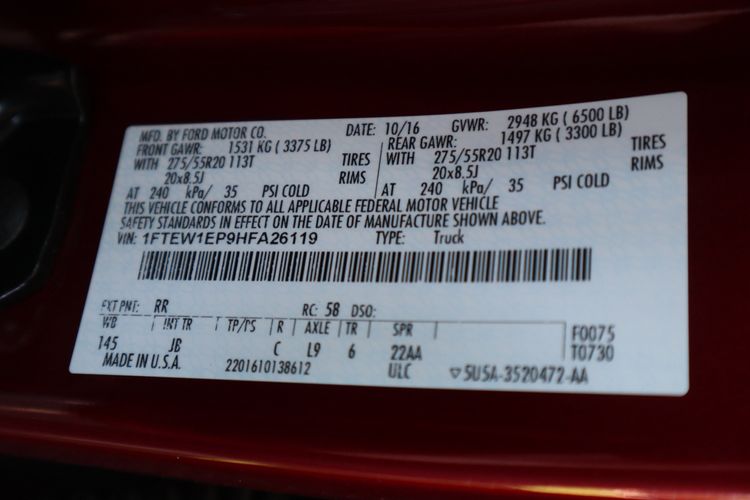 MFD. BY FORD MOTOR CO. DATE: 10/16 GVWR: 2948 KG ( 6500 LB)
FRONT GAWR: 1531 KG ( 3375 LB) REAR GAWR: 1497 KG ( 3300 LB)
WITH 275/55R20 113T TIRES WITH 275/55R20 113T TIRES
20x8.5J RIMS 20x8.5J RIMS
AT 240 kPa/ 35 PSI COLD AT 240 kPa/ 35 PSI COLD
THIS VEHICLE CONFORMS TO ALL APPLICABLE FEDERAL MOTOR VEHICLE
SAFETY STANDARDS IN EFFECT ON THE DATE OF MANUFACTURE SHOWN ABOVE.
VIN: 1FTEW1EP9HFA26119 TYPE: Truck
EXT PNT: RR RC: 58 DSO:
WB INT TR TP/PS R AXLE TR SPR F0075
145 JB C L9 6 22AA T0730
MADE IN U.S.A. 2201610138612 ULC ▽5U5A-3520472-AA